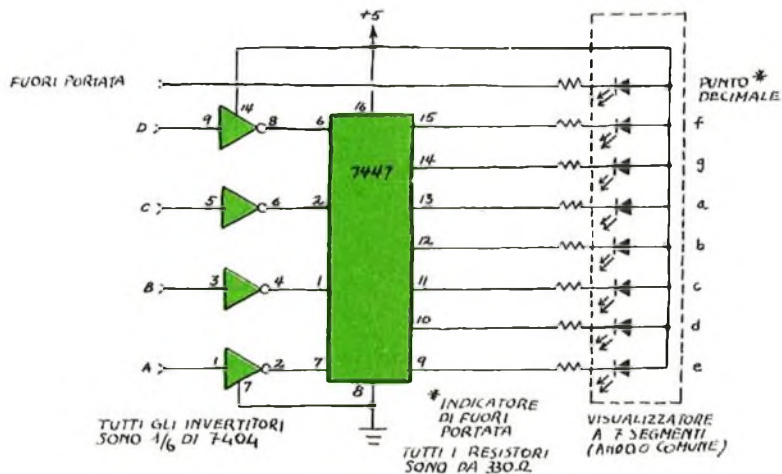 +5
FUORI PORTATA
PUNTO *
DECIMALE
16
14
D
9
8
6
15
f
7447
14
g
C
5
6
2
13
a
12
b
B
3
4
1
11
c
10
d
A
1
2
7
9
e
7
8
TUTTI GLI INVERTITORI
SONO 1/6 DI 7404
* INDICATORE
DI FUORI
PORTATA
TUTTI I RESISTORI
SONO DA 330Ω
VISUALIZZATORE
A 7 SEGMENTI
(ANODO COMUNE)